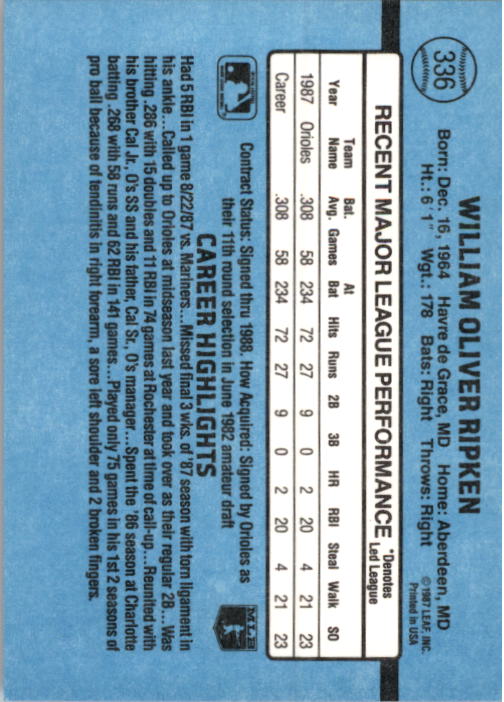 336
WILLIAM OLIVER RIPKEN
Born: Dec. 16, 1964 Havre de Grace, MD Home: Aberdeen, MD
Ht.: 6'1" Wgt.: 178 Bats: Right Throws: Right
©1987 LEAF, INC.
Printed in USA
RECENT MAJOR LEAGUE PERFORMANCE *Denotes Led League
Year Team Name Bat. Avg. Games At Bat Hits Runs 2B 3B HR RBI Steal Walk SO
1987 Orioles .308 58 234 72 27 9 0 2 20 4 21 23
Career .308 58 234 72 27 9 0 2 20 4 21 23
Contract Status: Signed thru 1988. How Acquired: Signed by Orioles as
their 11th round selection in June 1982 amateur draft
MLB
CAREER HIGHLIGHTS
Had 5 RBI in 1 game 8/22/87 vs. Mariners...Missed final 3 wks. of '87 season with torn ligament in
his ankle...Called up to Orioles at midseason last year and took over as their regular 2B...Was
hitting .286 with 15 doubles and 11 RBI in 74 games at Rochester at time of call-up...Reunited with
his brother Cal Jr., O's SS and his father, Cal Sr., O's manager...Spent the '86 season at Charlotte
batting .268 with 58 runs and 62 RBI in 141 games...Played only 75 games in his 1st 2 seasons of
pro ball because of tendinitis in right forearm, a sore left shoulder and 2 broken fingers.